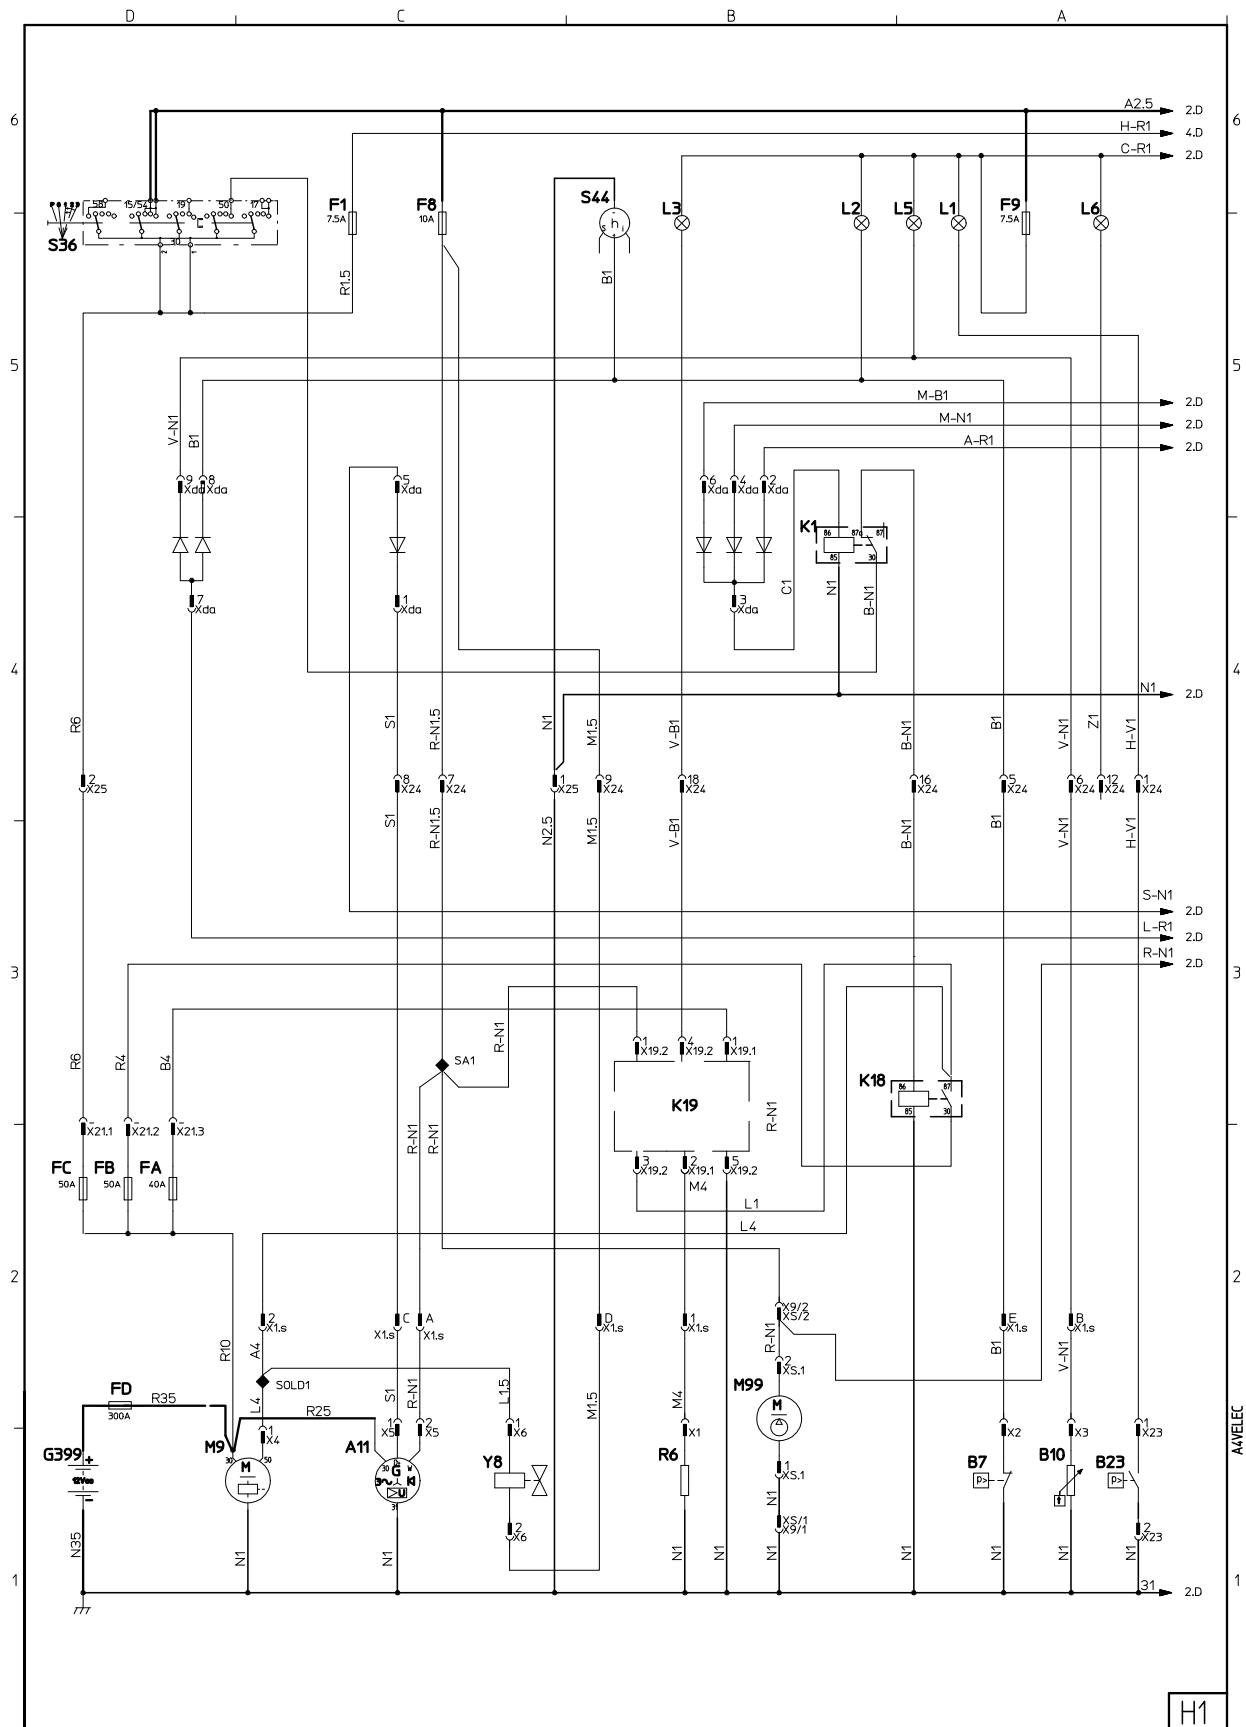 D C B A
6 A2.5 2.D 6
H-R1 4.D
C-R1 2.D
58 15/54 19 50 17
F1 F8 S44 L3 L2 L5 L1 F9 L6
7.5A 10A h 7.5A
S i
S36 30
2 1
R1.5 B1
5 5
M-B1 2.D
M-N1 2.D
A-R1 2.D
V-N1 B1
9 8 5 6 4 2
Xda Xda Xda Xda Xda Xda
K1
86 87a 87
85 30
C1 N1 B-N1
7 1 3
Xda Xda Xda
4 4
N1 2.D
R6 S1 R-N1.5 N1 M1.5 V-B1 B-N1 B1 V-N1 Z1 H-V1
2 8 7 1 9 18 16 5 6 12 1
X25 X24 X24 X25 X24 X24 X24 X24 X24 X24 X24
S1 R-N1.5 N2.5 M1.5 V-B1 B-N1 B1 V-N1 H-V1
S-N1 2.D
L-R1 2.D
R-N1 2.D
3 3
R6 R4 B4 R-N1
SA1
1 4 1
X19.2 X19.2 X19.1
K18
86 87
85 30
K19
R-N1 R-N1 R-N1
X21.1 X21.2 X21.3
3 2 5
X19.2 X19.1 X19.2
M4
FC FB FA
50A 50A 40A
L1
L4
2 2
2 C A D 1 X9/2 E B
X1.s X1.s X1.s X1.s X1.s XS/2 X1.s X1.s
R10 A4 R-N1 B1 V-N1
2
XS.1
SOLD1
FD R35 L4 R25 S1 R-N1 L1.5 M1.5 M4 M99
300A M
1 1 2 1 1
X4 X5 X5 X6 X1 X2 X3 X23
G399 M9 A11 Y8 R6 B7 B10 B23
+ 30 M 50 30 G W P> P>
12Vcc 3 U
- 31
1
XS.1
N1
XS/1
X9/1
2 2
X6 X23
N35 N1 N1 N1 N1 N1 N1 N1 N1 N1
1 31 2.D 1
A4VELEC
H1